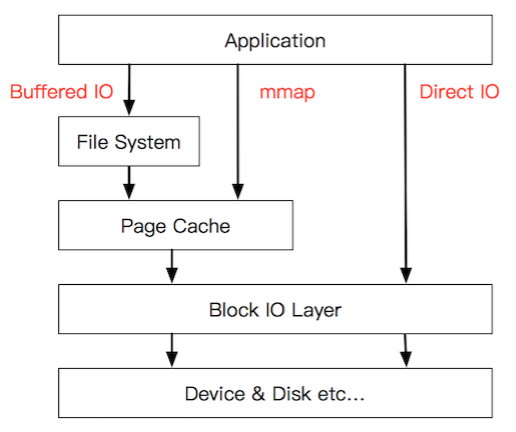 Application
Buffered IO
mmap
Direct IO
File System
Page Cache
Block IO Layer
Device & Disk etc...